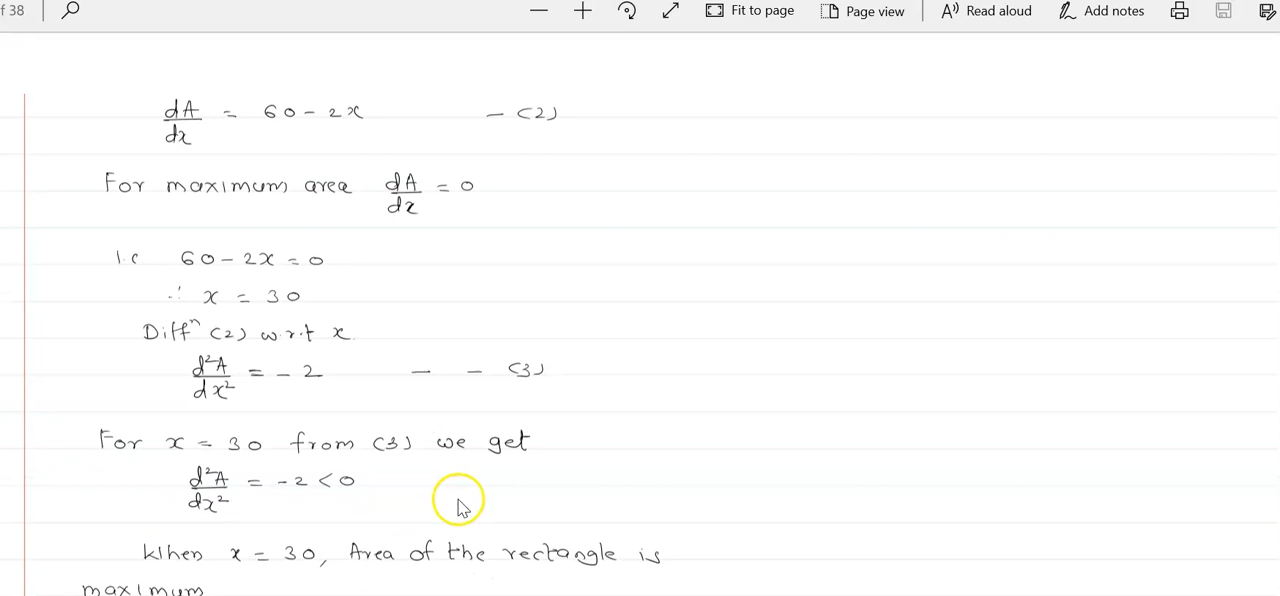 f 38 Fit to page Page view Read aloud Add notes
dA/dx = 60 - 2x - (2)
For maximum area dA/dx = 0
i.e 60 - 2x = 0
∴ x = 30
Diffⁿ (2) w.r.t x
d²A/dx² = - 2 - - (3)
For x = 30 from (3) we get
d²A/dx² = -2 < 0
When x = 30, Area of the rectangle is
maximum